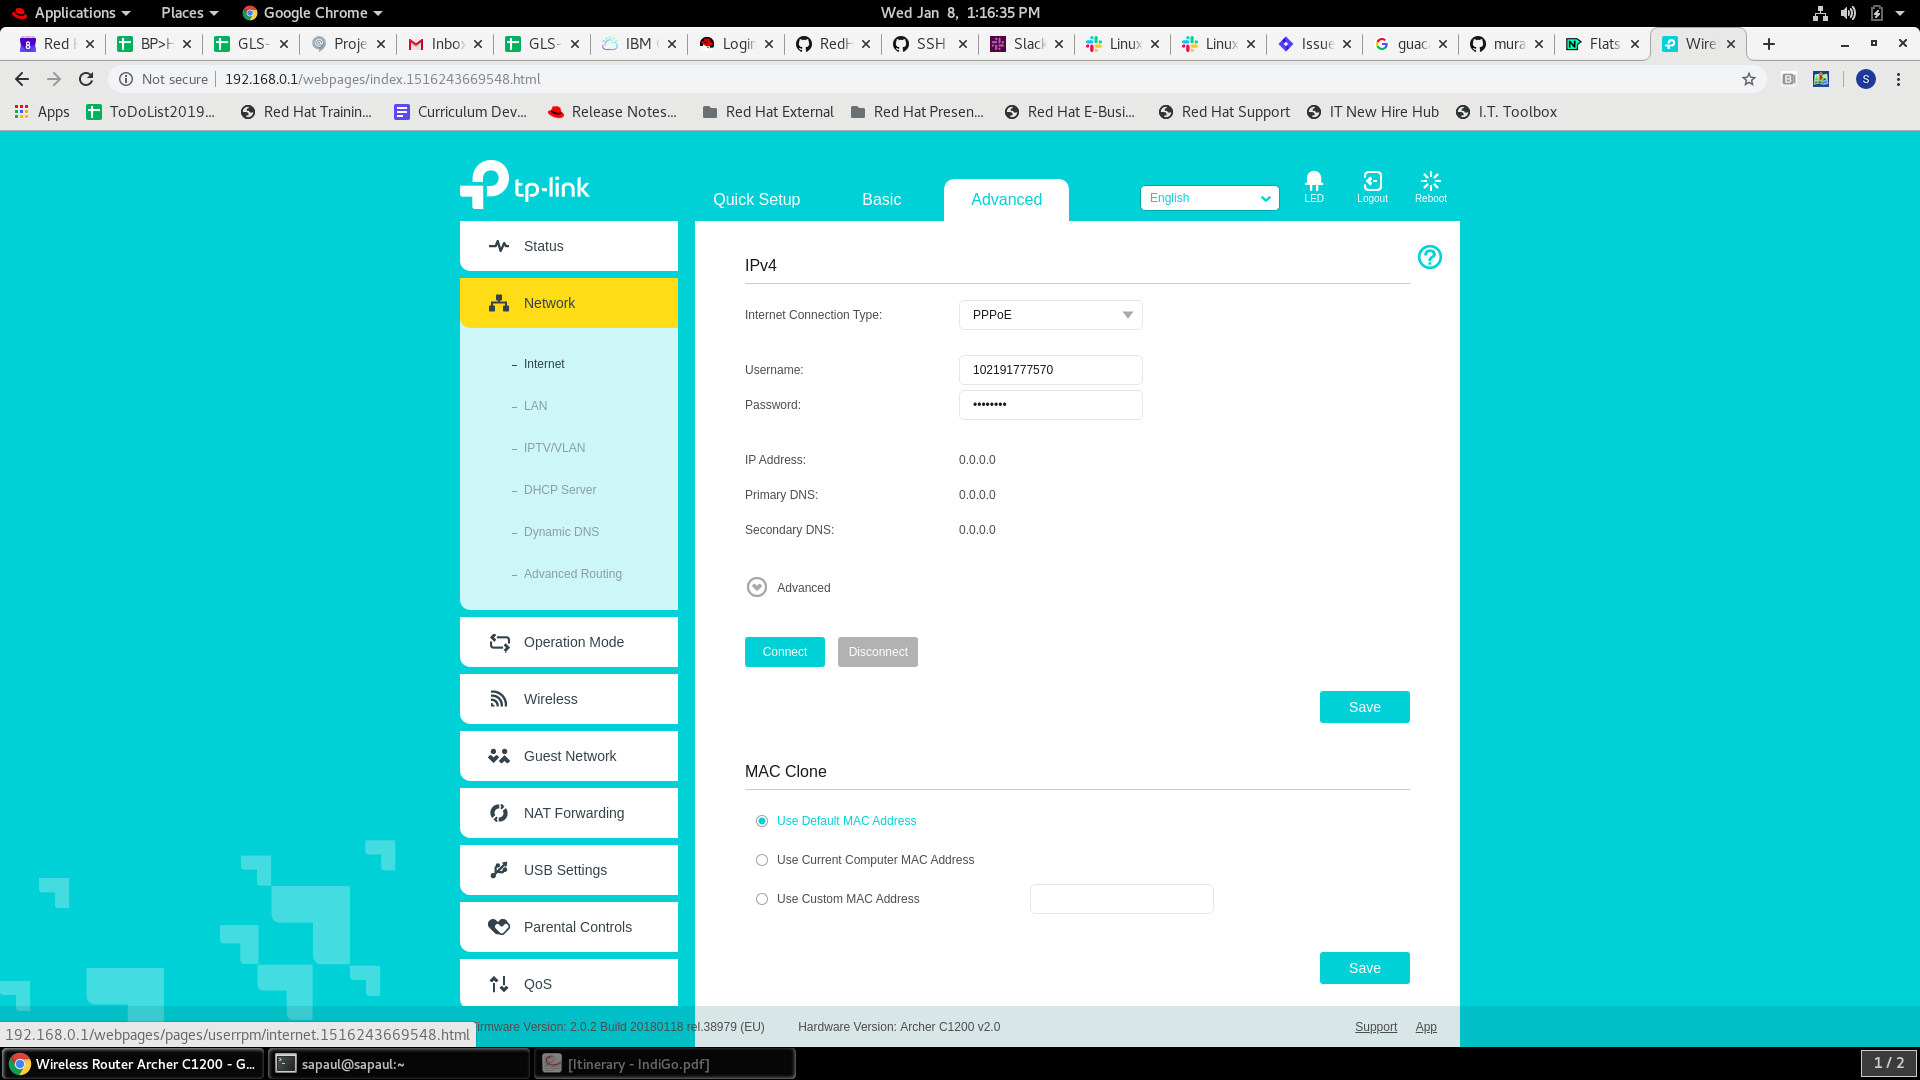 Applications Places Google Chrome Wed Jan 8, 1:16:35 PM
Red H BP>H GLS- Proje Inbox GLS- IBM Login RedH SSH Slack Linux Linux Issue guac mura Flats Wire
Not secure 192.168.0.1/webpages/index.1516243669548.html S
Apps ToDoList2019... Red Hat Trainin... Curriculum Dev... Release Notes... Red Hat External Red Hat Presen... Red Hat E-Busi... Red Hat Support IT New Hire Hub I.T. Toolbox
tp-link
Quick Setup Basic Advanced English LED Logout Reboot
Status
Network
Internet
LAN
IPTV/VLAN
DHCP Server
Dynamic DNS
Advanced Routing
Operation Mode
Wireless
Guest Network
NAT Forwarding
USB Settings
Parental Controls
QoS
IPv4
Internet Connection Type: PPPoE
Username: 102191777570
Password: ••••••••
IP Address: 0.0.0.0
Primary DNS: 0.0.0.0
Secondary DNS: 0.0.0.0
Advanced
Connect Disconnect
Save
MAC Clone
Use Default MAC Address
Use Current Computer MAC Address
Use Custom MAC Address
Save
Firmware Version: 2.0.2 Build 20180118 rel.38979 (EU) Hardware Version: Archer C1200 v2.0 Support App
192.168.0.1/webpages/pages/userrpm/internet.1516243669548.html
Wireless Router Archer C1200 - G... sapaul@sapaul:~ [Itinerary - IndiGo.pdf] 1 / 2